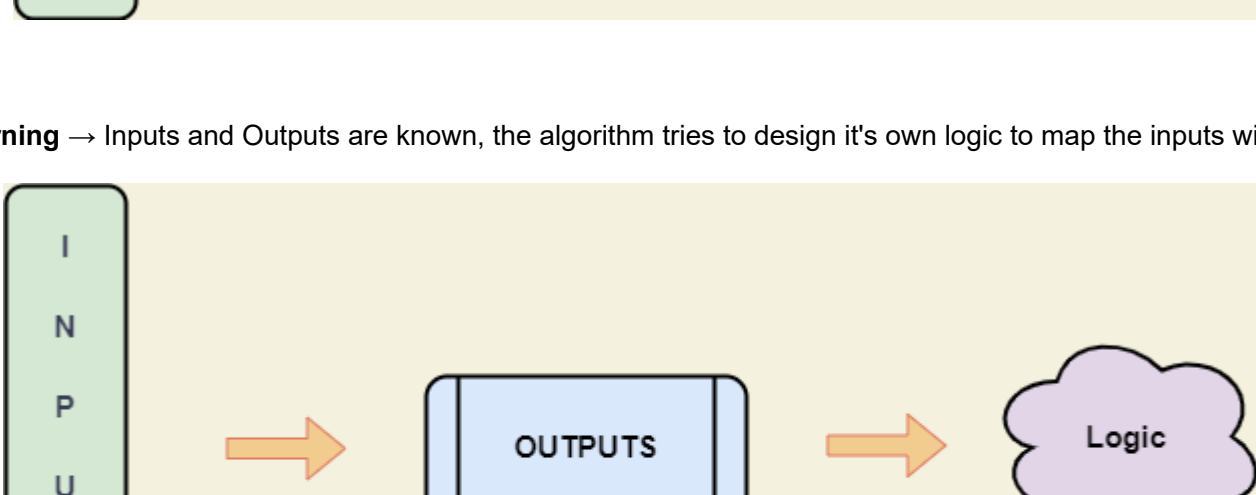 ning → Inputs and Outputs are known, the algorithm tries to design it's own logic to map the inputs wi
I
N
P
U
OUTPUTS
Logic